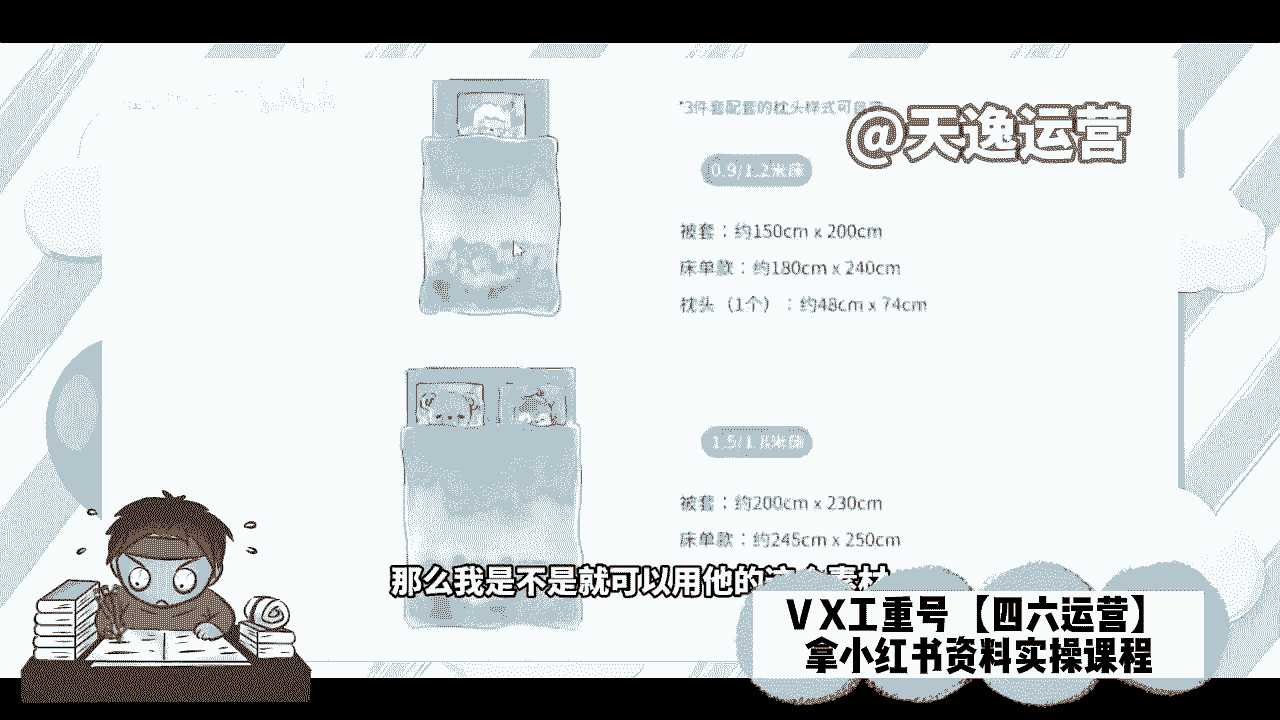 *3件套配套的枕头样式可自
@天逸运营
0.9/1.2米床
被套：约150cm x 200cm
床单款：约180cm x 240cm
枕头（1个）：约48cm x 74cm
1.5/1.8米床
被套：约200cm x 230cm
床单款：约245cm x 250cm
那么我是不是就可以用他的这个素材
VX工重号【四六运营】
拿小红书资料实操课程